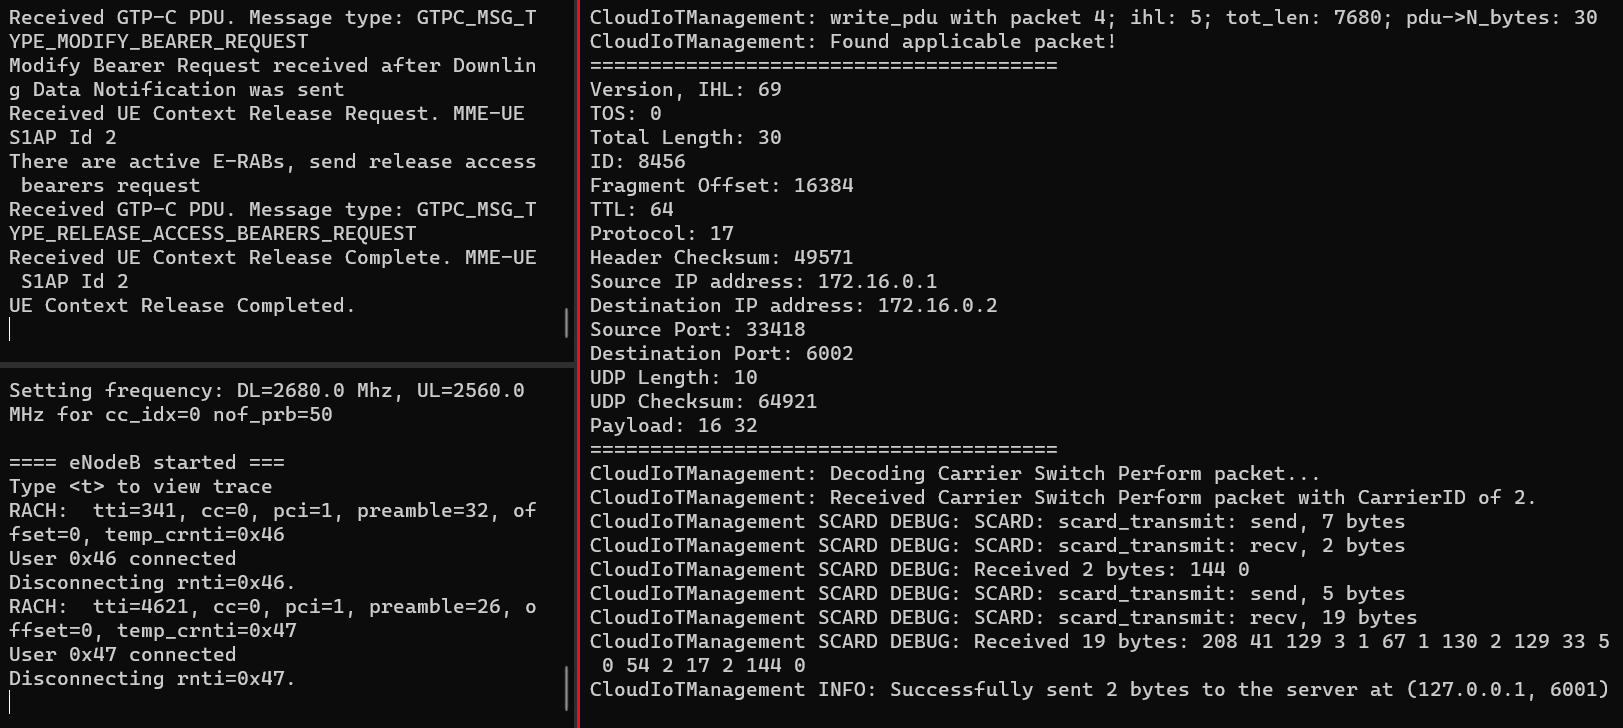 Received GTP-C PDU. Message type: GTPC_MSG_T
YPE_MODIFY_BEARER_REQUEST
Modify Bearer Request received after Downlin
g Data Notification was sent
Received UE Context Release Request. MME-UE
S1AP Id 2
There are active E-RABs, send release access
 bearers request
Received GTP-C PDU. Message type: GTPC_MSG_T
YPE_RELEASE_ACCESS_BEARERS_REQUEST
Received UE Context Release Complete. MME-UE
 S1AP Id 2
UE Context Release Completed.
Setting frequency: DL=2680.0 Mhz, UL=2560.0
MHz for cc_idx=0 nof_prb=50
==== eNodeB started ===
Type <t> to view trace
RACH:  tti=341, cc=0, pci=1, preamble=32, of
fset=0, temp_crnti=0x46
User 0x46 connected
Disconnecting rnti=0x46.
RACH:  tti=4621, cc=0, pci=1, preamble=26, o
ffset=0, temp_crnti=0x47
User 0x47 connected
Disconnecting rnti=0x47.
CloudIoTManagement: write_pdu with packet 4; ihl: 5; tot_len: 7680; pdu->N_bytes: 30
CloudIoTManagement: Found applicable packet!
=======================================
Version, IHL: 69
TOS: 0
Total Length: 30
ID: 8456
Fragment Offset: 16384
TTL: 64
Protocol: 17
Header Checksum: 49571
Source IP address: 172.16.0.1
Destination IP address: 172.16.0.2
Source Port: 33418
Destination Port: 6002
UDP Length: 10
UDP Checksum: 64921
Payload: 16 32
=======================================
CloudIoTManagement: Decoding Carrier Switch Perform packet...
CloudIoTManagement: Received Carrier Switch Perform packet with CarrierID of 2.
CloudIoTManagement SCARD DEBUG: SCARD: scard_transmit: send, 7 bytes
CloudIoTManagement SCARD DEBUG: SCARD: scard_transmit: recv, 2 bytes
CloudIoTManagement SCARD DEBUG: Received 2 bytes: 144 0
CloudIoTManagement SCARD DEBUG: SCARD: scard_transmit: send, 5 bytes
CloudIoTManagement SCARD DEBUG: SCARD: scard_transmit: recv, 19 bytes
CloudIoTManagement SCARD DEBUG: Received 19 bytes: 208 41 129 3 1 67 1 130 2 129 33 5
 0 54 2 17 2 144 0
CloudIoTManagement INFO: Successfully sent 2 bytes to the server at (127.0.0.1, 6001)